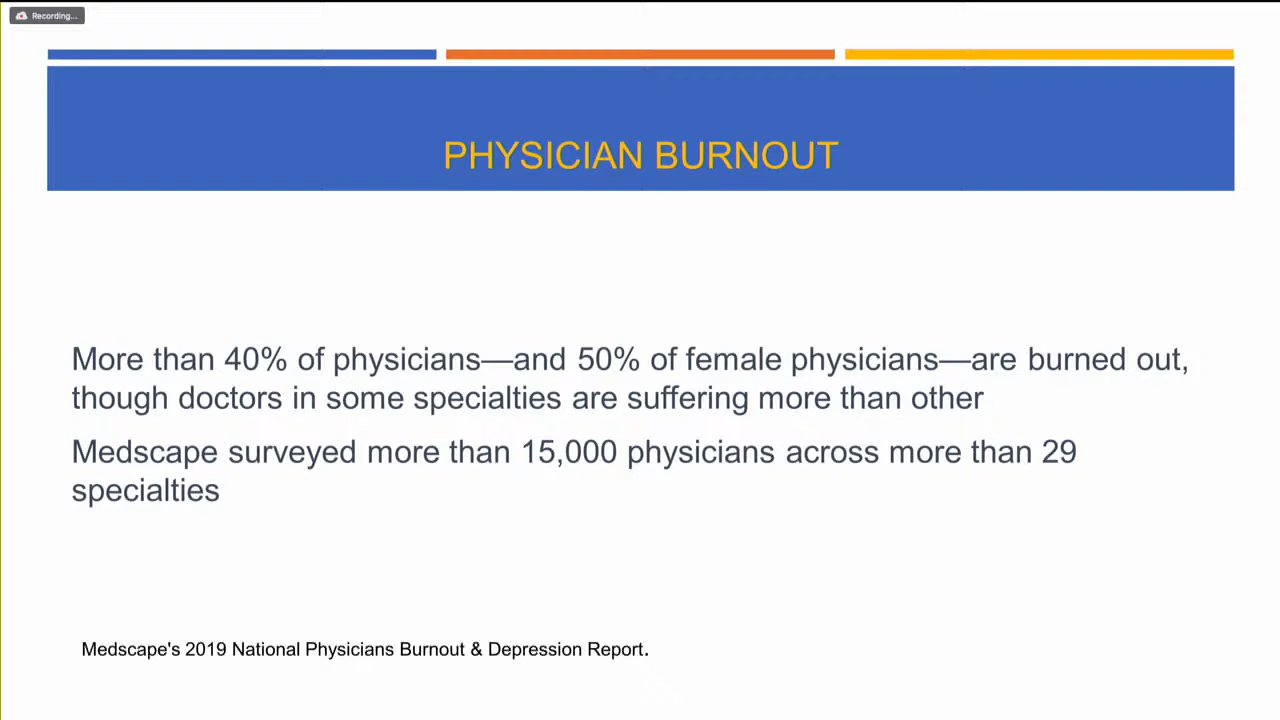 Recording...
PHYSICIAN BURNOUT
More than 40% of physicians—and 50% of female physicians—are burned out,
though doctors in some specialties are suffering more than other
Medscape surveyed more than 15,000 physicians across more than 29
specialties
Medscape's 2019 National Physicians Burnout & Depression Report.